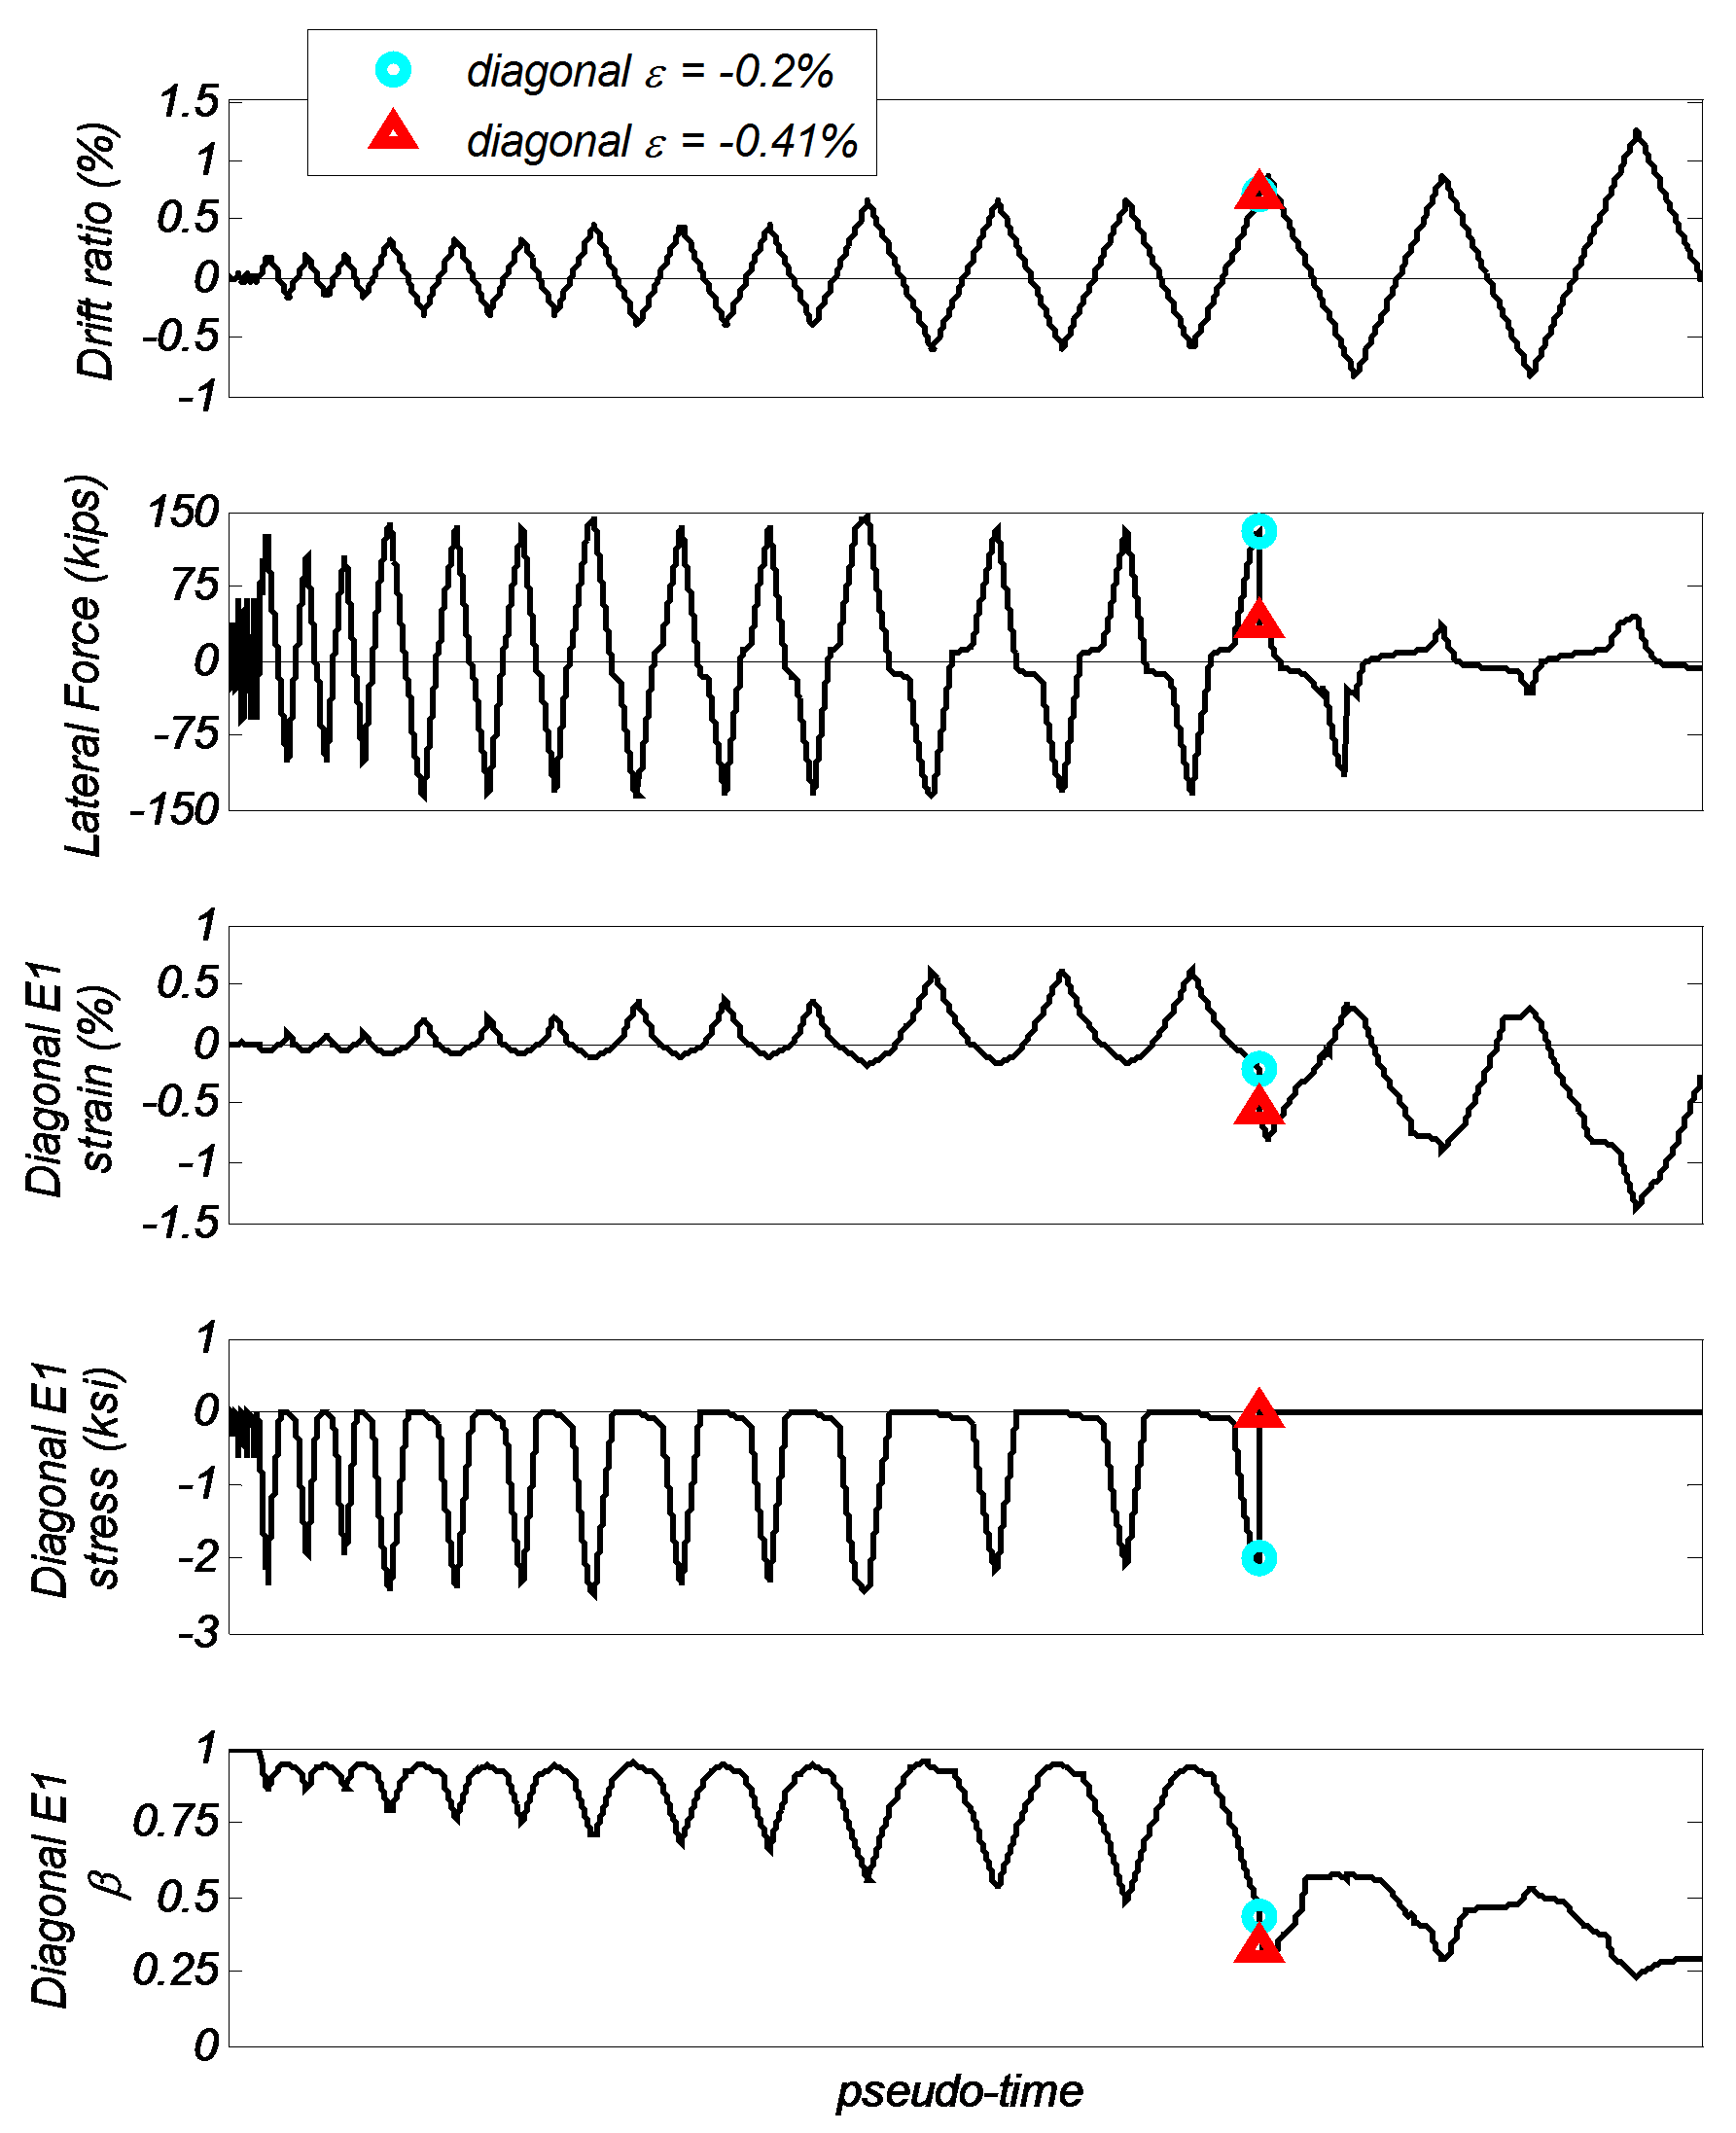 diagonal ε = -0.2%
diagonal ε = -0.41%
Drift ratio (%)
1.5
1
0.5
0
-0.5
-1
Lateral Force (kips)
150
75
0
-75
-150
Diagonal E1
strain (%)
1
0.5
0
-0.5
-1
-1.5
Diagonal E1
stress (ksi)
1
0
-1
-2
-3
Diagonal E1
β
1
0.75
0.5
0.25
0
pseudo-time